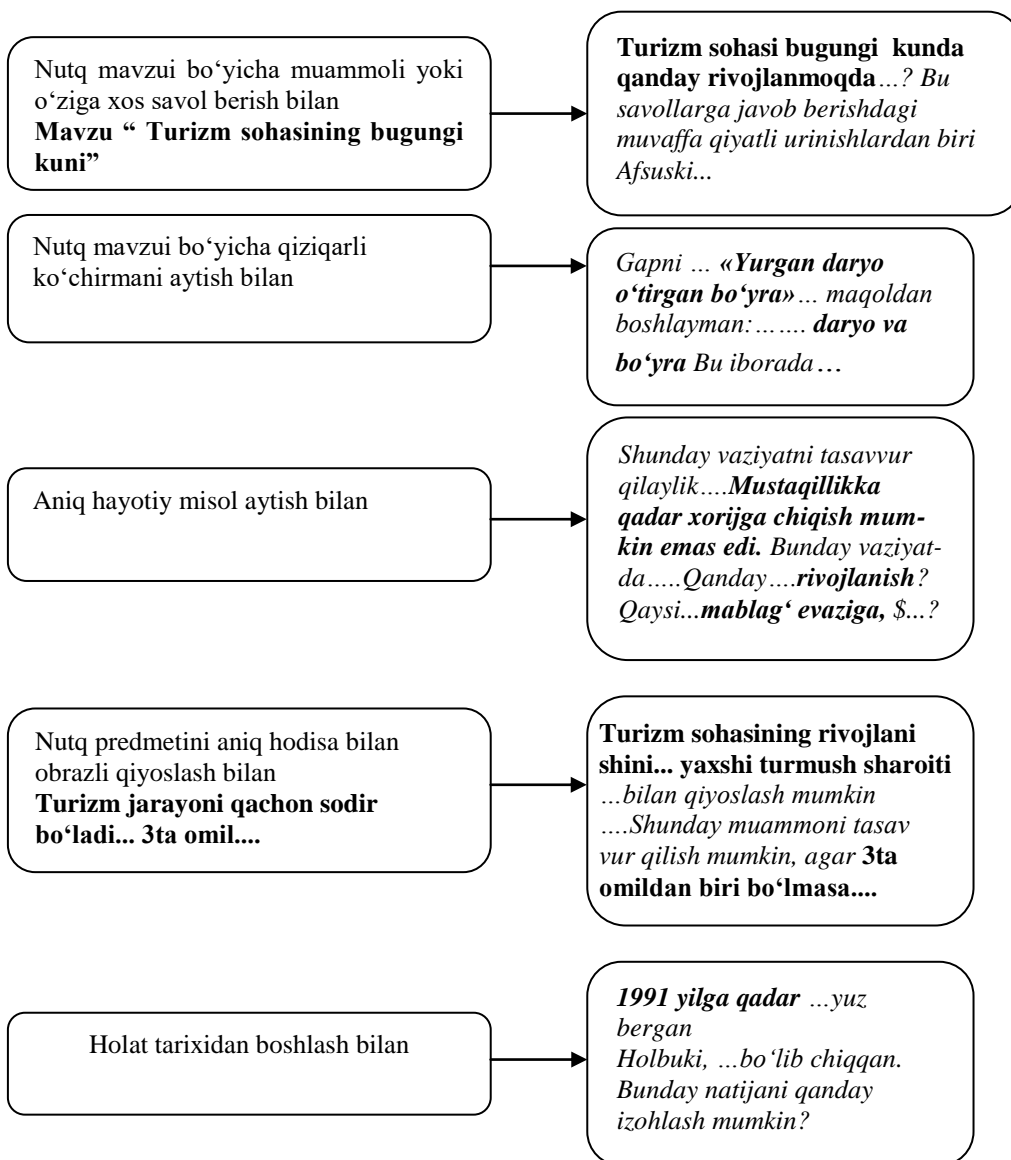 Nutq mavzui bo‘yicha muammoli yoki
o‘ziga xos savol berish bilan
Mavzu “ Turizm sohasining bugungi
kuni”
Turizm sohasi bugungi kunda
qanday rivojlanmoqda…? Bu
savollarga javob berishdagi
muvaffa qiyatli urinishlardan biri
Afsuski...
Nutq mavzui bo‘yicha qiziqarli
ko‘chirmani aytish bilan
Gapni … «Yurgan daryo
o‘tirgan bo‘yra»… maqoldan
boshlayman:……. daryo va
bo‘yra Bu iborada…
Aniq hayotiy misol aytish bilan
Shunday vaziyatni tasavvur
qilaylik….Mustaqillikka
qadar xorijga chiqish mum-
kin emas edi. Bunday vaziyat-
da…..Qanday….rivojlanish?
Qaysi...mablag‘ evaziga, $...?
Nutq predmetini aniq hodisa bilan
obrazli qiyoslash bilan
Turizm jarayoni qachon sodir
bo‘ladi... 3ta omil....
Turizm sohasining rivojlani
shini... yaxshi turmush sharoiti
…bilan qiyoslash mumkin
….Shunday muammoni tasav
vur qilish mumkin, agar 3ta
omildan biri bo‘lmasa....
Holat tarixidan boshlash bilan
1991 yilga qadar …yuz
bergan
Holbuki, …bo‘lib chiqqan.
Bunday natijani qanday
izohlash mumkin?